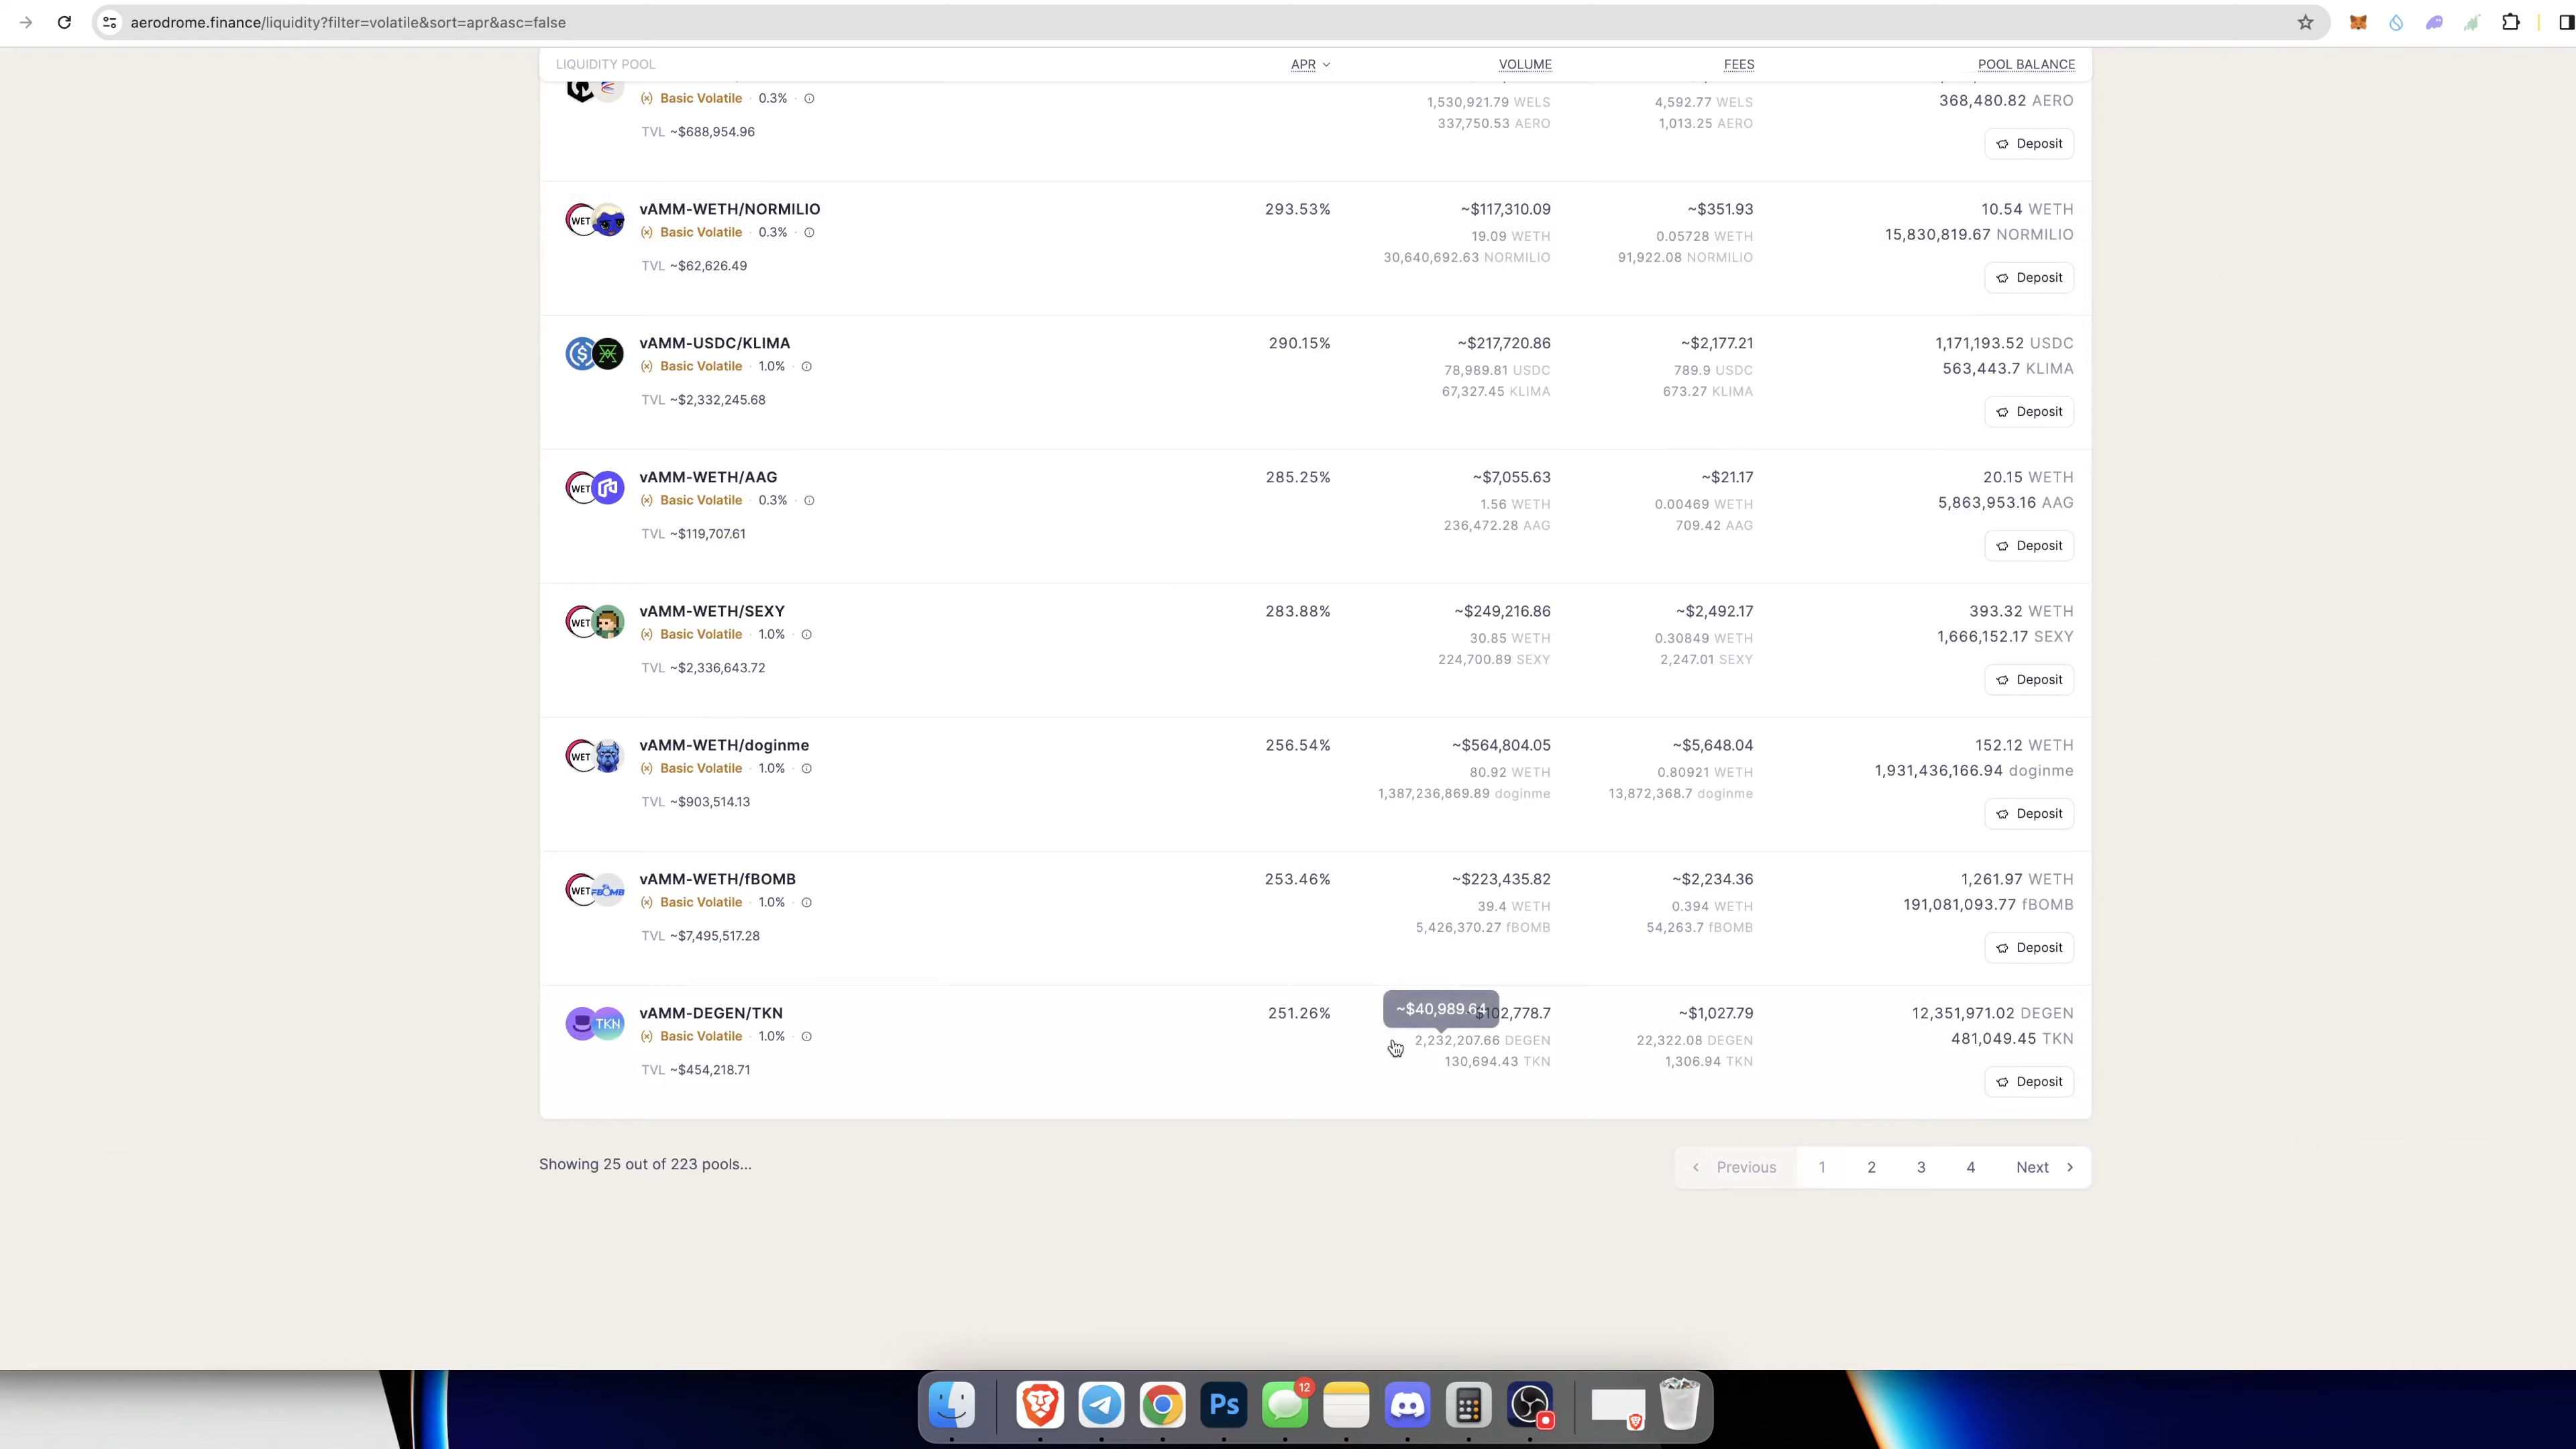 aerodrome.finance/liquidity?filter=volatile&sort=apr&asc=false
LIQUIDITY POOL APR VOLUME FEES POOL BALANCE
Basic Volatile · 0.3% · 1,530,921.79 WELS 4,592.77 WELS 368,480.82 AERO
337,750.53 AERO 1,013.25 AERO
TVL ~$688,954.96
Deposit
WET vAMM-WETH/NORMILIO 293.53% ~$117,310.09 ~$351.93 10.54 WETH
Basic Volatile · 0.3% · 19.09 WETH 0.05728 WETH 15,830,819.67 NORMILIO
30,640,692.63 NORMILIO 91,922.08 NORMILIO
TVL ~$62,626.49
Deposit
vAMM-USDC/KLIMA 290.15% ~$217,720.86 ~$2,177.21 1,171,193.52 USDC
Basic Volatile · 1.0% · 78,989.81 USDC 789.9 USDC 563,443.7 KLIMA
67,327.45 KLIMA 673.27 KLIMA
TVL ~$2,332,245.68
Deposit
WET vAMM-WETH/AAG 285.25% ~$7,055.63 ~$21.17 20.15 WETH
Basic Volatile · 0.3% · 1.56 WETH 0.00469 WETH 5,863,953.16 AAG
236,472.28 AAG 709.42 AAG
TVL ~$119,707.61
Deposit
WET vAMM-WETH/SEXY 283.88% ~$249,216.86 ~$2,492.17 393.32 WETH
Basic Volatile · 1.0% · 30.85 WETH 0.30849 WETH 1,666,152.17 SEXY
224,700.89 SEXY 2,247.01 SEXY
TVL ~$2,336,643.72
Deposit
WET vAMM-WETH/doginme 256.54% ~$564,804.05 ~$5,648.04 152.12 WETH
Basic Volatile · 1.0% · 80.92 WETH 0.80921 WETH 1,931,436,166.94 doginme
1,387,236,869.89 doginme 13,872,368.7 doginme
TVL ~$903,514.13
Deposit
WET FBOMB vAMM-WETH/fBOMB 253.46% ~$223,435.82 ~$2,234.36 1,261.97 WETH
Basic Volatile · 1.0% · 39.4 WETH 0.394 WETH 191,081,093.77 fBOMB
5,426,370.27 fBOMB 54,263.7 fBOMB
TVL ~$7,495,517.28
Deposit
~$40,989.64
TKN vAMM-DEGEN/TKN 251.26% $102,778.7 ~$1,027.79 12,351,971.02 DEGEN
Basic Volatile · 1.0% · 2,232,207.66 DEGEN 22,322.08 DEGEN 481,049.45 TKN
130,694.43 TKN 1,306.94 TKN
TVL ~$454,218.71
Deposit
Showing 25 out of 223 pools... Previous 1 2 3 4 Next
Ps 12